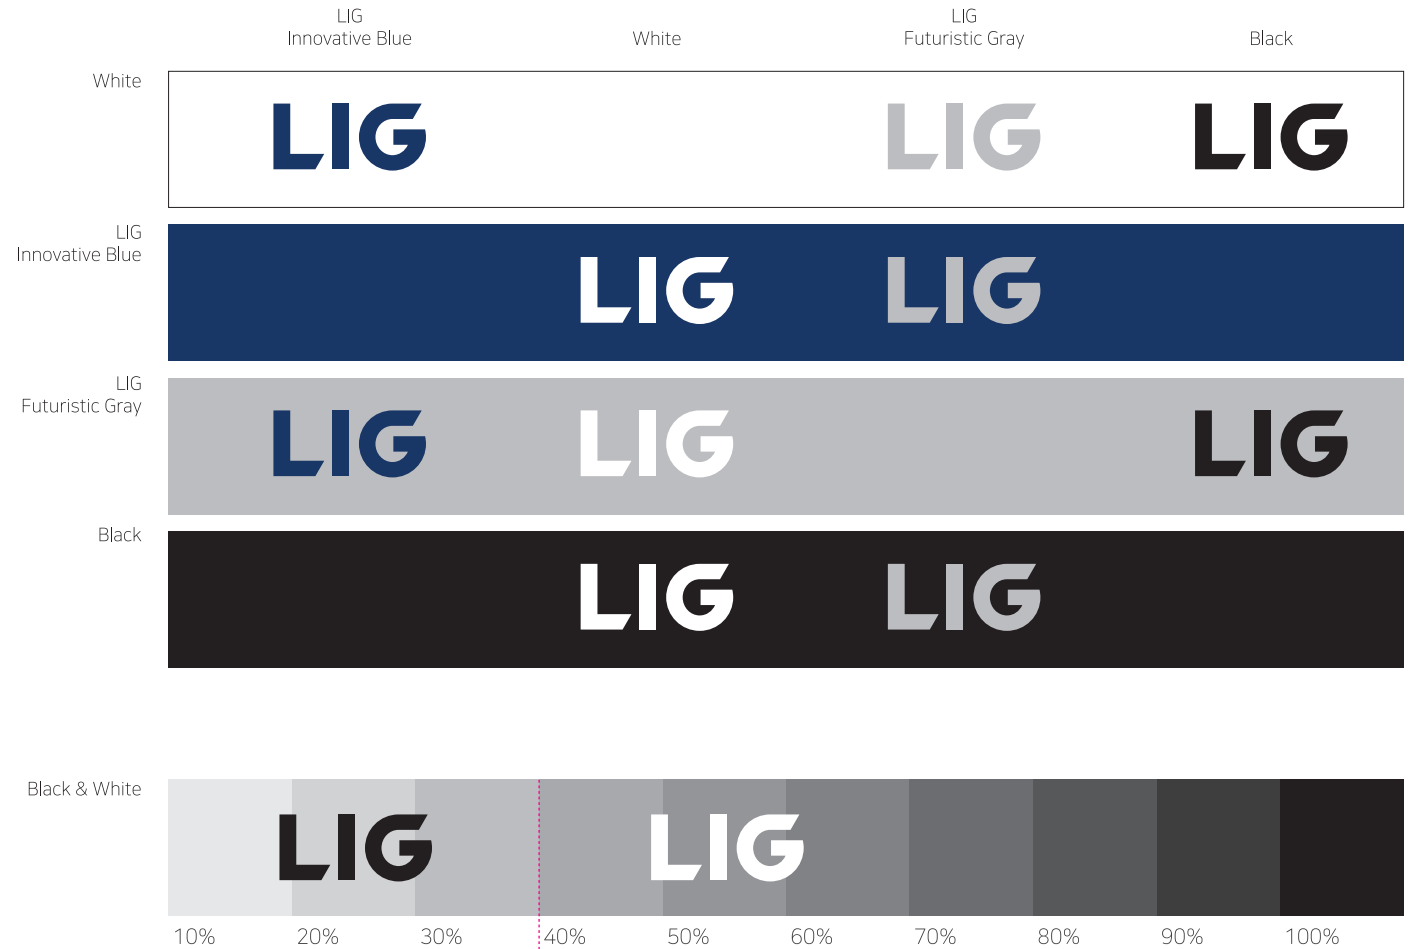 LIG
Innovative Blue
White
LIG
Futuristic Gray
Black
White
LIG LIG LIG
LIG
Innovative Blue
LIG LIG
LIG
Futuristic Gray
LIG LIG LIG
Black
LIG LIG
Black & White
LIG LIG
10% 20% 30% 40% 50% 60% 70% 80% 90% 100%